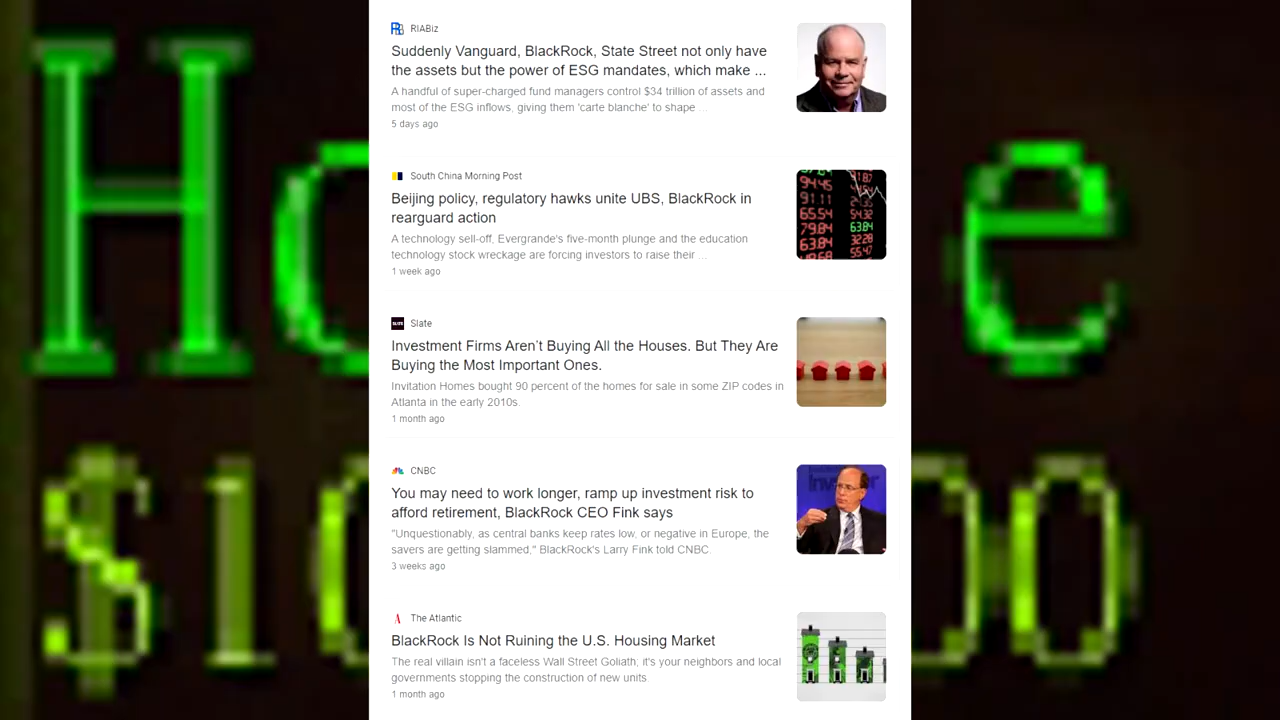 RIABiz
Suddenly Vanguard, BlackRock, State Street not only have
the assets but the power of ESG mandates, which make ...
A handful of super-charged fund managers control $34 trillion of assets and
most of the ESG inflows, giving them 'carte blanche' to shape ...
5 days ago
South China Morning Post
Beijing policy, regulatory hawks unite UBS, BlackRock in
rearguard action
A technology sell-off, Evergrande's five-month plunge and the education
technology stock wreckage are forcing investors to raise their ...
1 week ago
Slate
Investment Firms Aren't Buying All the Houses. But They Are
Buying the Most Important Ones.
Invitation Homes bought 90 percent of the homes for sale in some ZIP codes in
Atlanta in the early 2010s.
1 month ago
CNBC
You may need to work longer, ramp up investment risk to
afford retirement, BlackRock CEO Fink says
"Unquestionably, as central banks keep rates low, or negative in Europe, the
savers are getting slammed," BlackRock's Larry Fink told CNBC.
3 weeks ago
The Atlantic
BlackRock Is Not Ruining the U.S. Housing Market
The real villain isn't a faceless Wall Street Goliath; it's your neighbors and local
governments stopping the construction of new units.
1 month ago